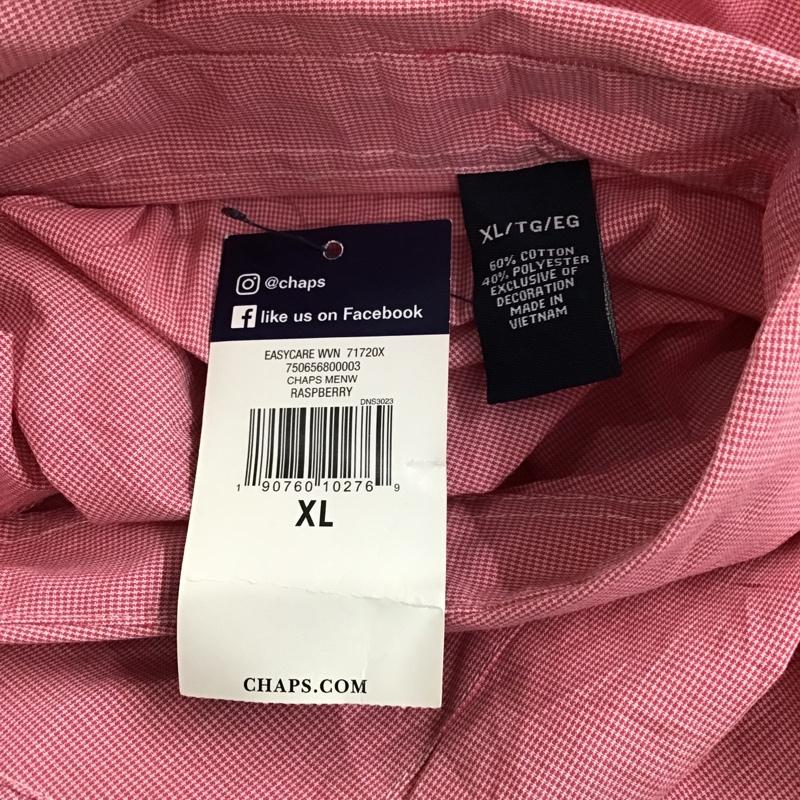 @chaps
like us on Facebook
EASYCARE WVN 71720X
750656800003
CHAPS MENW
RASPBERRY
DNS3023
1 90760 10276 9
XL
CHAPS.COM
XL/TG/EG
60% COTTON
40% POLYESTER
EXCLUSIVE OF
DECORATION
MADE IN
VIETNAM